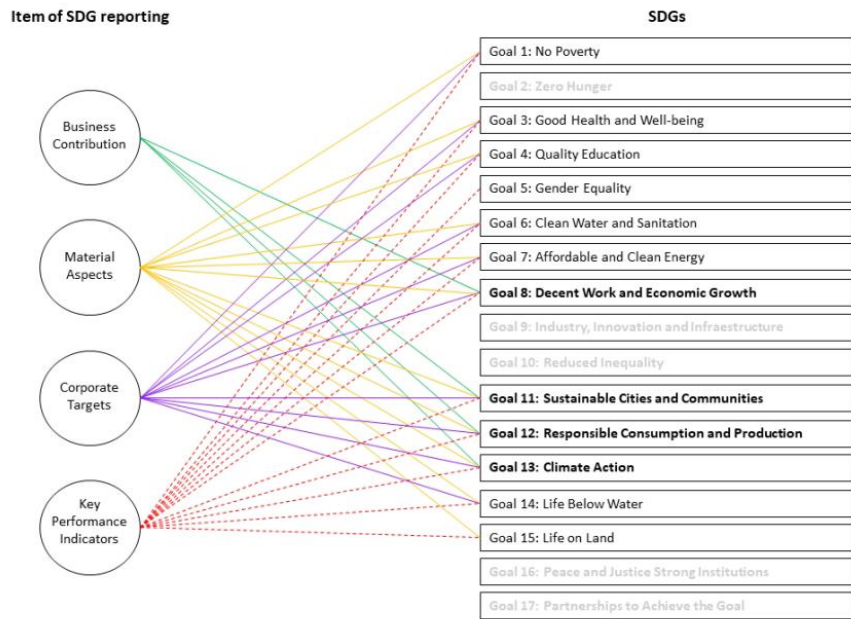 Item of SDG reporting
SDGs
Business
Contribution
Material
Aspects
Corporate
Targets
Key
Performance
Indicators
Goal 1: No Poverty
Goal 2: Zero Hunger
Goal 3: Good Health and Well-being
Goal 4: Quality Education
Goal 5: Gender Equality
Goal 6: Clean Water and Sanitation
Goal 7: Affordable and Clean Energy
Goal 8: Decent Work and Economic Growth
Goal 9: Industry, Innovation and Infraestructure
Goal 10: Reduced Inequality
Goal 11: Sustainable Cities and Communities
Goal 12: Responsible Consumption and Production
Goal 13: Climate Action
Goal 14: Life Below Water
Goal 15: Life on Land
Goal 16: Peace and Justice Strong Institutions
Goal 17: Partnerships to Achieve the Goal